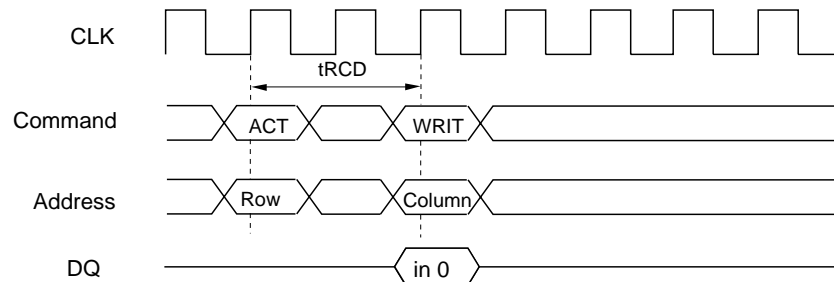 CLK
tRCD
Command ACT WRIT
Address Row Column
DQ in 0